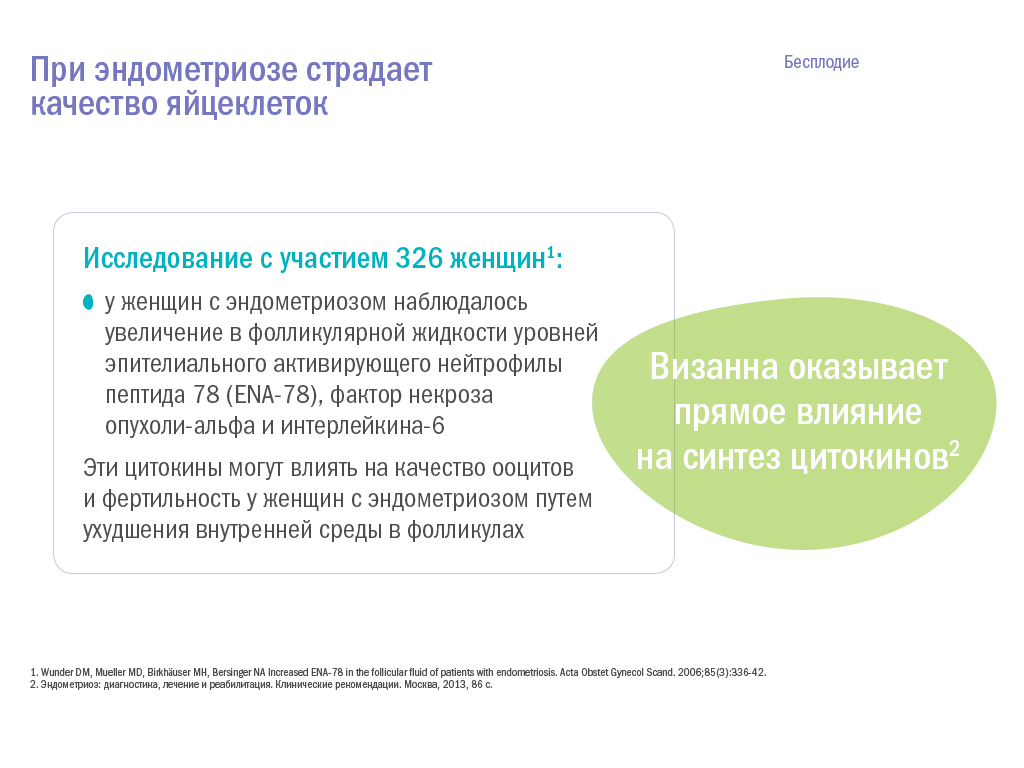 При эндометриозе страдает
качество яйцеклеток
Бесплодие
Исследование с участием 326 женщин¹:
у женщин с эндометриозом наблюдалось
увеличение в фолликулярной жидкости уровней
эпителиального активирующего нейтрофилы
пептида 78 (ENA-78), фактор некроза
опухоли-альфа и интерлейкина-6
Эти цитокины могут влиять на качество ооцитов
и фертильность у женщин с эндометриозом путем
ухудшения внутренней среды в фолликулах
Визанна оказывает
прямое влияние
на синтез цитокинов²
1. Wunder DM, Mueller MD, Birkhäuser MH, Bersinger NA Increased ENA-78 in the follicular fluid of patients with endometriosis. Acta Obstet Gynecol Scand. 2006;85(3):336-42.
2. Эндометриоз: диагностика, лечение и реабилитация. Клинические рекомендации. Москва, 2013, 86 с.